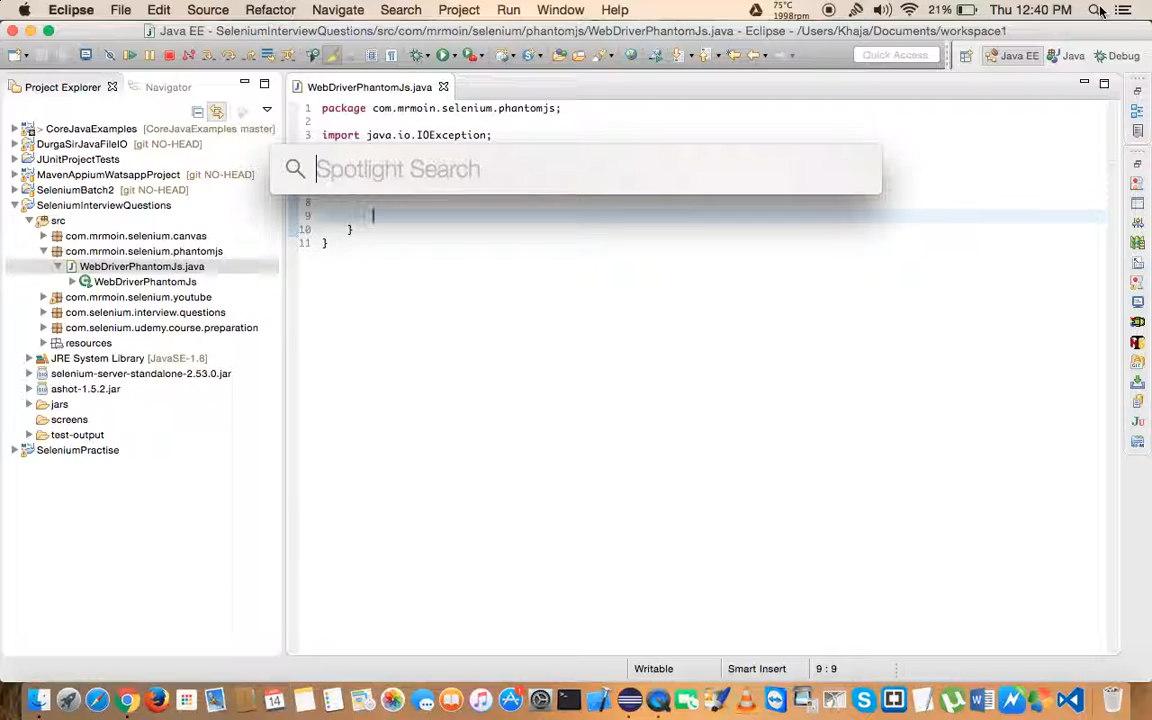 Eclipse File Edit Source Refactor Navigate Search Project Run Window Help 75°C 1998rpm 21% Thu 12:40 PM
Java EE - SeleniumInterviewQuestions/src/com/mrmoin/selenium/phantomjs/WebDriverPhantomJs.java - Eclipse - /Users/Khaja/Documents/workspace1
Quick Access Java EE Java Debug
Project Explorer Navigator WebDriverPhantomJs.java
1 package com.mrmoin.selenium.phantomjs;
2
3 import java.io.IOException;
Spotlight Search
8
9
10 }
11 }
> CoreJavaExamples [CoreJavaExamples master]
DurgaSirJavaFileIO [git NO-HEAD]
JUnitProjectTests
MavenAppiumWatsappProject [git NO-HEAD]
SeleniumBatch2 [git NO-HEAD]
SeleniumInterviewQuestions
src
com.mrmoin.selenium.canvas
com.mrmoin.selenium.phantomjs
WebDriverPhantomJs.java
WebDriverPhantomJs
com.mrmoin.selenium.youtube
com.selenium.interview.questions
com.selenium.udemy.course.preparation
resources
JRE System Library [JavaSE-1.8]
selenium-server-standalone-2.53.0.jar
ashot-1.5.2.jar
jars
screens
test-output
SeleniumPractise
Writable Smart Insert 9 : 9
14